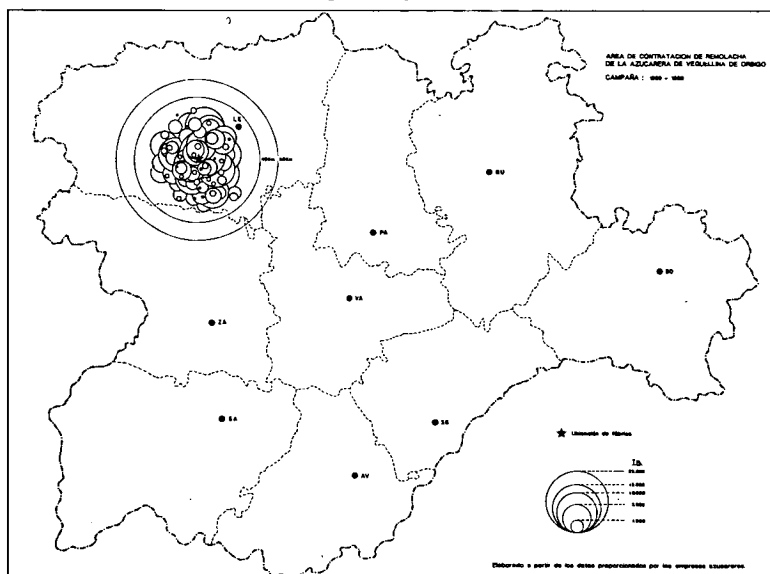 AREA DE CONTRATACION DE REMOLACHA
DE LA AZUCARERA DE VEGUELLINA DE ORBIGO
CAMPAÑA :
LE
BU
PA
SO
VA
ZA
SA
SG
AV
Ubicación de fábrica
Tn.
Elaborado a partir de los datos proporcionados por las empresas azucareras.